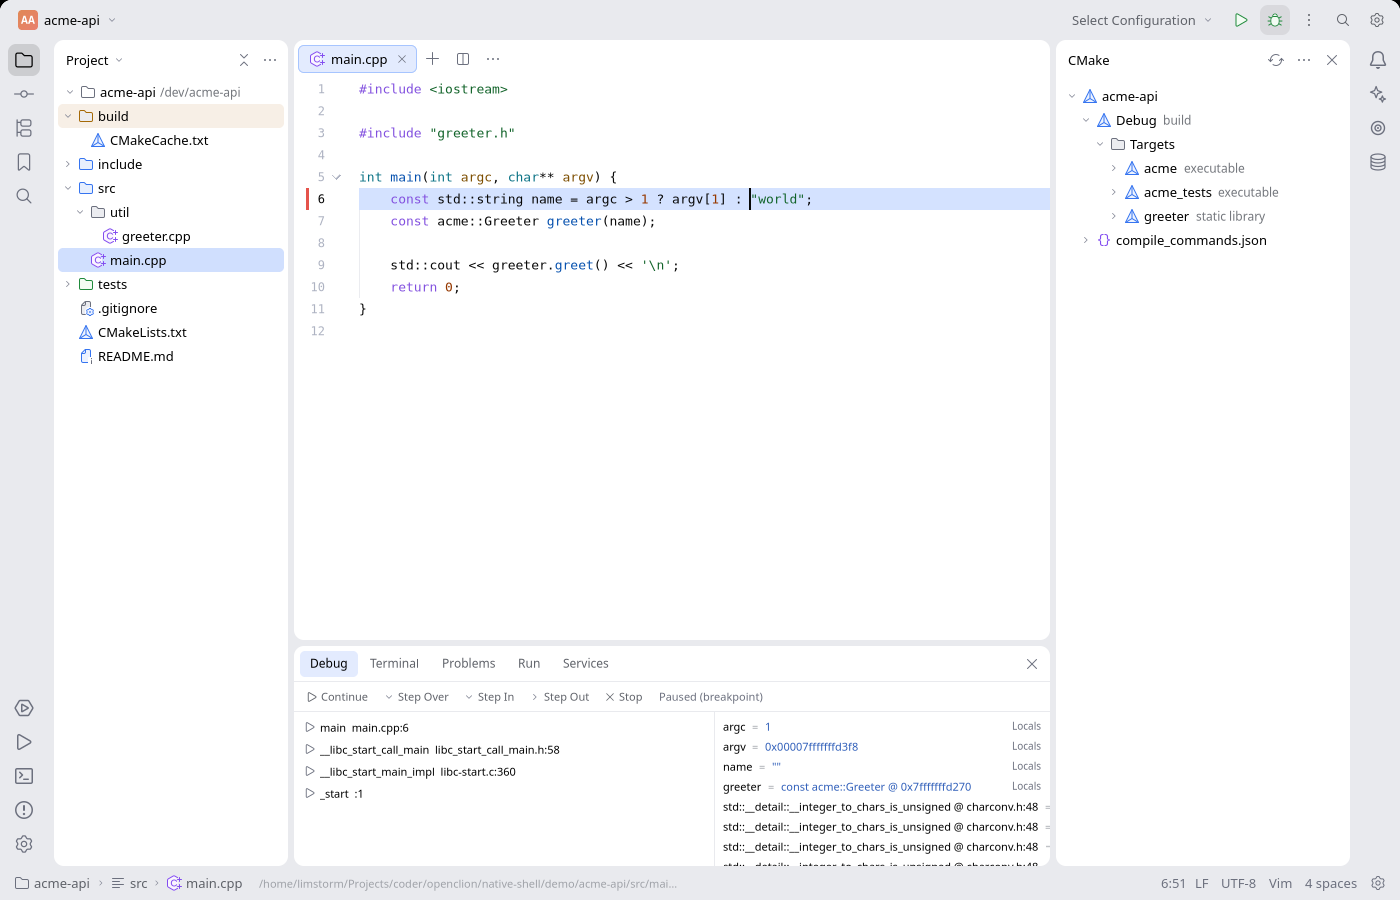 AA acme-api
Select Configuration
Project
acme-api /dev/acme-api
build
CMakeCache.txt
include
src
util
greeter.cpp
main.cpp
tests
.gitignore
CMakeLists.txt
README.md
main.cpp
1 #include <iostream>
2
3 #include "greeter.h"
4
5 int main(int argc, char** argv) {
6 const std::string name = argc > 1 ? argv[1] : "world";
7 const acme::Greeter greeter(name);
8
9 std::cout << greeter.greet() << '\n';
10 return 0;
11 }
12
CMake
acme-api
Debug build
Targets
acme executable
acme_tests executable
greeter static library
{} compile_commands.json
Debug Terminal Problems Run Services
Continue Step Over Step In Step Out Stop Paused (breakpoint)
main main.cpp:6
__libc_start_call_main libc_start_call_main.h:58
__libc_start_main_impl libc-start.c:360
_start :1
argc = 1 Locals
argv = 0x00007fffffffd3f8 Locals
name = "" Locals
greeter = const acme::Greeter @ 0x7fffffffd270 Locals
std::__detail::__integer_to_chars_is_unsigned @ charconv.h:48 =
std::__detail::__integer_to_chars_is_unsigned @ charconv.h:48 =
std::__detail::__integer_to_chars_is_unsigned @ charconv.h:48 =
acme-api > src > main.cpp /home/limstorm/Projects/coder/openclion/native-shell/demo/acme-api/src/mai... 6:51 LF UTF-8 Vim 4 spaces